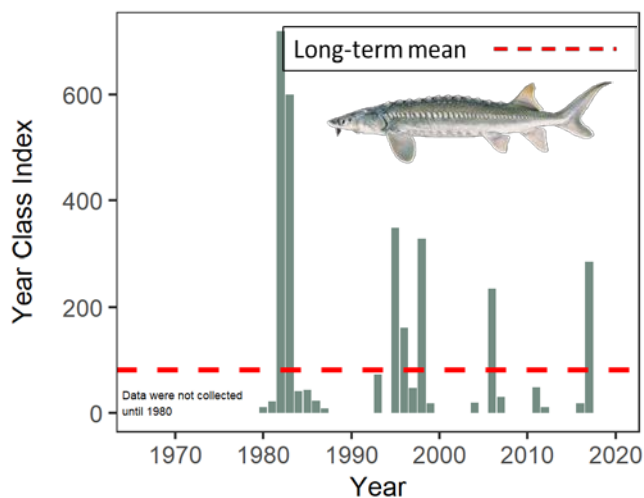 Long-term mean
600
400
200
0
Year Class Index
Data were not collected
until 1980
1970 1980 1990 2000 2010 2020
Year